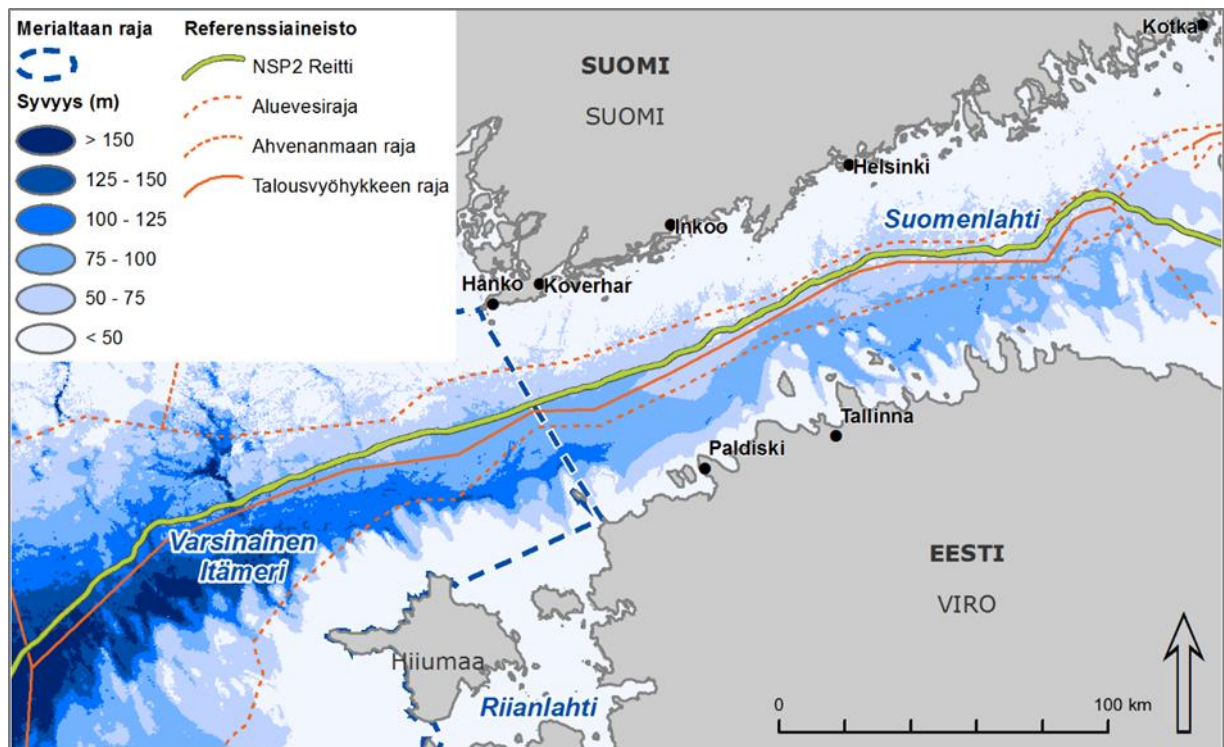 Merialtaan raja
Syvyys (m)
> 150
125 - 150
100 - 125
75 - 100
50 - 75
< 50
Referenssiaineisto
NSP2 Reitti
Aluevesiraja
Ahvenanmaan raja
Talousvyöhykkeen raja
SUOMI
SUOMI
Kotka
Helsinki
Inkoo
Suomenlahti
Hanko
Koverhar
Tallinna
Paldiski
Varsinainen
Itämeri
EESTI
VIRO
Hiiumaa
Riianlahti
0
100 km